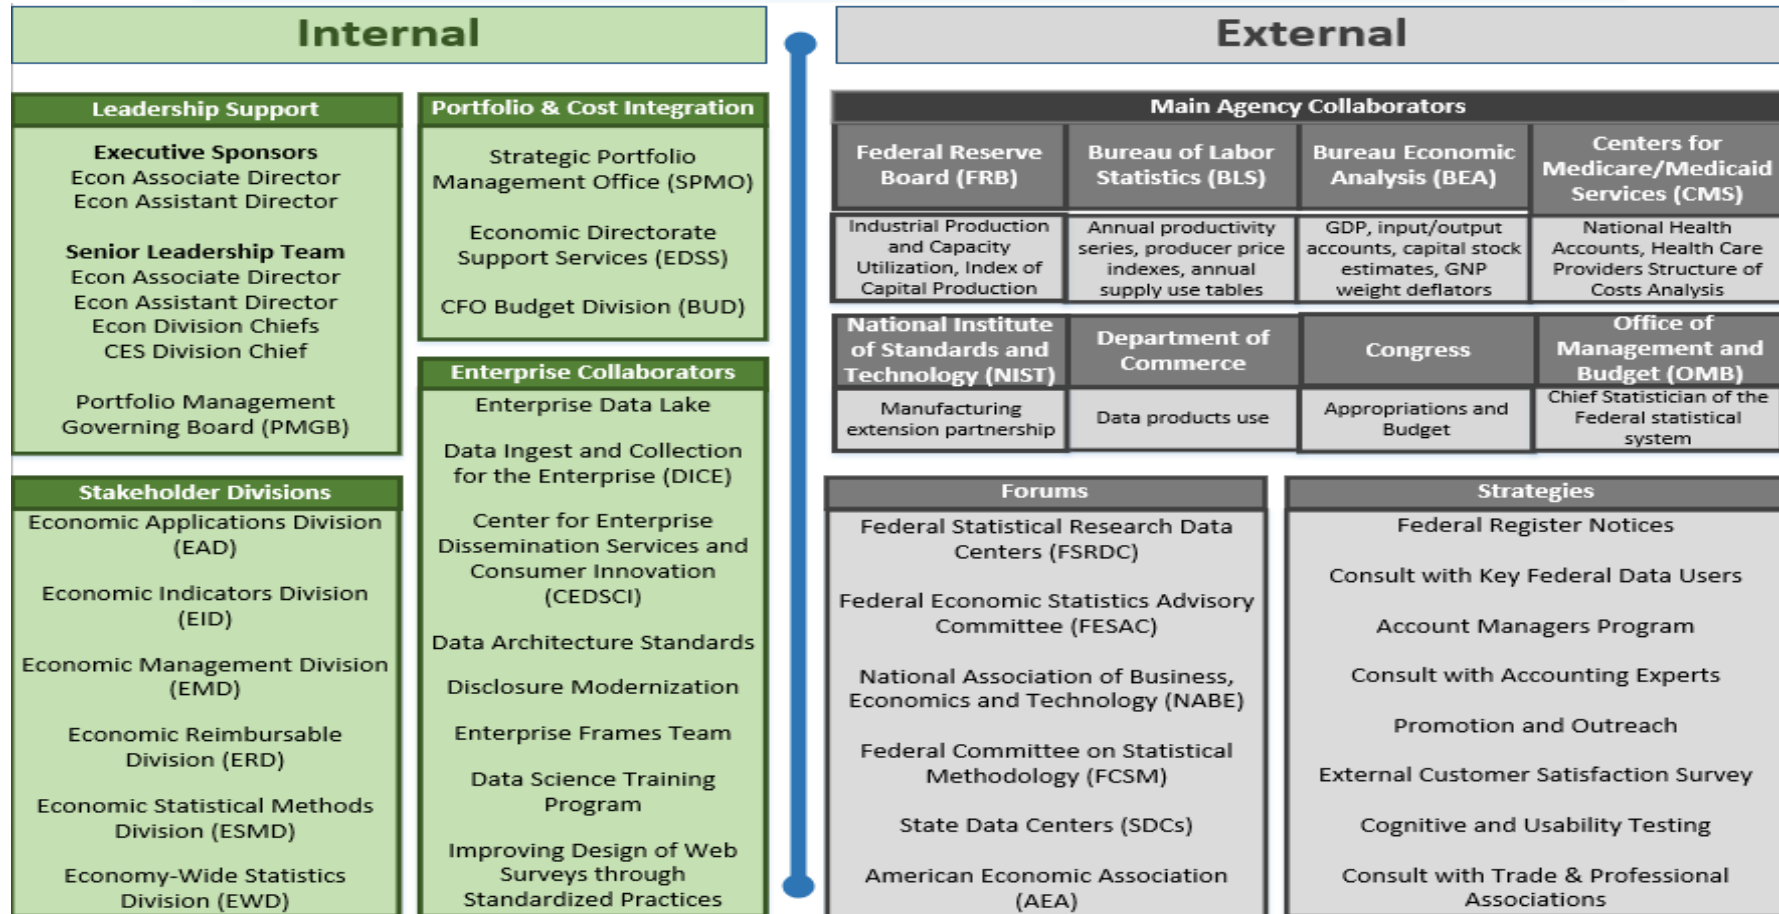 Internal
Leadership Support
Executive Sponsors
Econ Associate Director
Econ Assistant Director
Senior Leadership Team
Econ Associate Director
Econ Assistant Director
Econ Division Chiefs
CES Division Chief
Portfolio Management
Governing Board (PMGB)
Stakeholder Divisions
Economic Applications Division
(EAD)
Economic Indicators Division
(EID)
Economic Management Division
(EMD)
Economic Reimbursable
Division (ERD)
Economic Statistical Methods
Division (ESMD)
Economy-Wide Statistics
Division (EWD)
Portfolio & Cost Integration
Strategic Portfolio
Management Office (SPMO)
Economic Directorate
Support Services (EDSS)
CFO Budget Division (BUD)
Enterprise Collaborators
Enterprise Data Lake
Data Ingest and Collection
for the Enterprise (DICE)
Center for Enterprise
Dissemination Services and
Consumer Innovation
(CEDSCI)
Data Architecture Standards
Disclosure Modernization
Enterprise Frames Team
Data Science Training
Program
Improving Design of Web
Surveys through
Standardized Practices
External
Main Agency Collaborators
Federal Reserve
Board (FRB)
Industrial Production
and Capacity
Utilization, Index of
Capital Production
Bureau of Labor
Statistics (BLS)
Annual productivity
series, producer price
indexes, annual
supply use tables
Bureau Economic
Analysis (BEA)
GDP, input/output
accounts, capital stock
estimates, GNP
weight deflators
Centers for
Medicare/Medicaid
Services (CMS)
National Health
Accounts, Health Care
Providers Structure of
Costs Analysis
National Institute
of Standards and
Technology (NIST)
Manufacturing
extension partnership
Department of
Commerce
Data products use
Congress
Appropriations and
Budget
Office of
Management and
Budget (OMB)
Chief Statistician of the
Federal statistical
system
Forums
Federal Statistical Research Data
Centers (FSRDC)
Federal Economic Statistics Advisory
Committee (FESAC)
National Association of Business,
Economics and Technology (NABE)
Federal Committee on Statistical
Methodology (FCSM)
State Data Centers (SDCs)
American Economic Association
(AEA)
Strategies
Federal Register Notices
Consult with Key Federal Data Users
Account Managers Program
Consult with Accounting Experts
Promotion and Outreach
External Customer Satisfaction Survey
Cognitive and Usability Testing
Consult with Trade & Professional
Associations